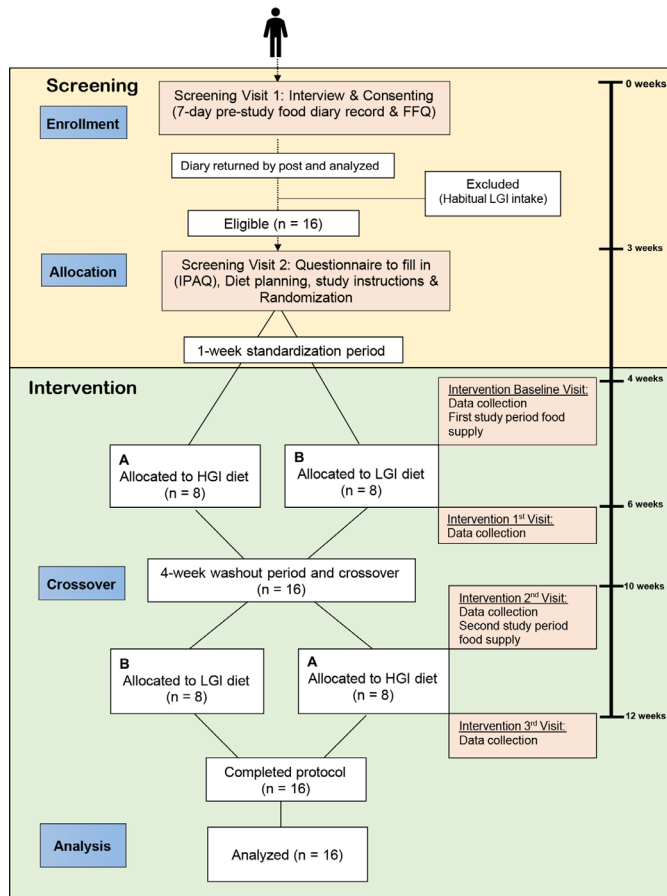 Screening
0 weeks
Screening Visit 1: Interview & Consenting
(7-day pre-study food diary record & FFQ)
Enrollment
Diary returned by post and analyzed
Excluded
(Habitual LGI intake)
Eligible (n = 16)
3 weeks
Allocation
Screening Visit 2: Questionnaire to fill in
(IPAQ), Diet planning, study instructions &
Randomization
1-week standardization period
Intervention
4 weeks
Intervention Baseline Visit:
Data collection
First study period food
supply
A
Allocated to HGI diet
(n = 8)
B
Allocated to LGI diet
(n = 8)
6 weeks
Intervention 1st Visit:
Data collection
Crossover
4-week washout period and crossover
(n = 16)
10 weeks
Intervention 2nd Visit:
Data collection
Second study period
food supply
B
Allocated to LGI diet
(n = 8)
A
Allocated to HGI diet
(n = 8)
12 weeks
Intervention 3rd Visit:
Data collection
Completed protocol
(n = 16)
Analysis
Analyzed (n = 16)